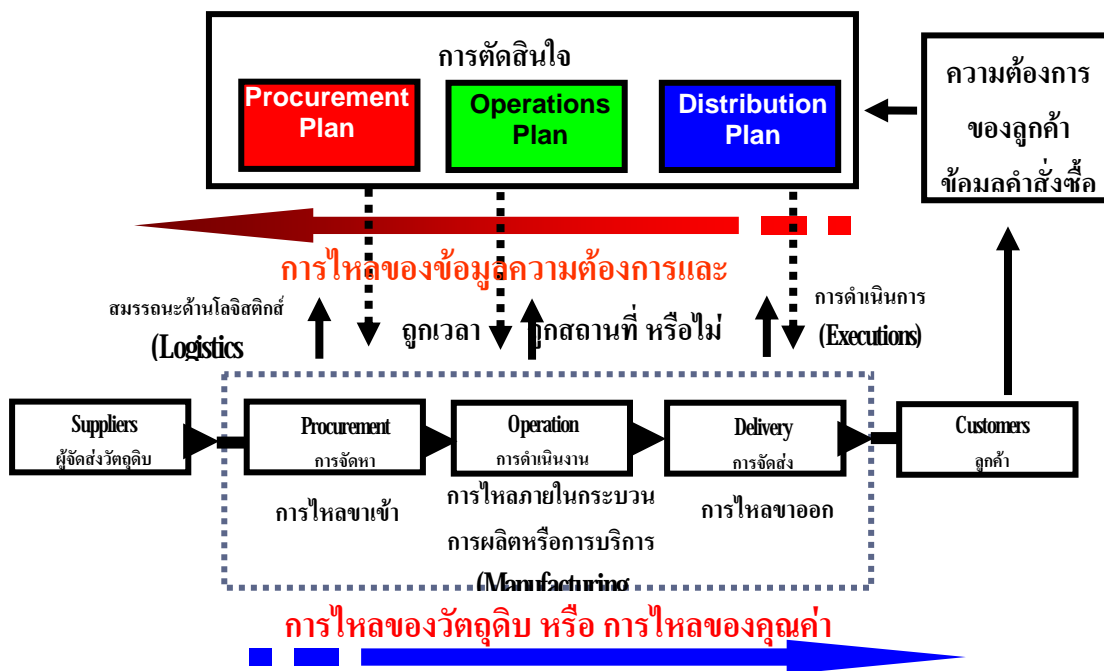 การตัดสินใจ
Procurement
Plan
Operations
Plan
Distribution
Plan
ความต้องการ
ของลูกค้า
ข้อมูลคำสั่งซื้อ
การไหลของข้อมูลความต้องการและ
สมรรถนะด้านโลจิสติกส์
(Logistics
ถูกเวลา ถูกสถานที่ หรือไม่
การดำเนินการ
(Executions)
Suppliers
ผู้จัดส่งวัตถุดิบ
Procurement
การจัดหา
Operation
การดำเนินงาน
Delivery
การจัดส่ง
Customers
ลูกค้า
การไหลขาเข้า
การไหลภายในกระบวน
การผลิตหรือการบริการ
(Manufacturing
การไหลขาออก
การไหลของวัตถุดิบ หรือ การไหลของคุณค่า